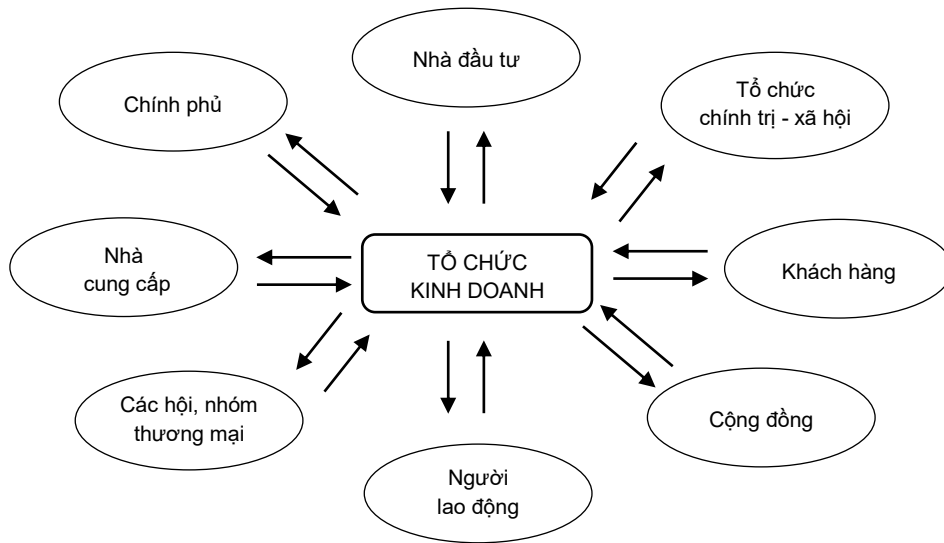 Nhà đầu tư
Chính phủ
Tổ chức
chính trị - xã hội
Nhà
cung cấp
TỔ CHỨC
KINH DOANH
Khách hàng
Các hội, nhóm
thương mại
Cộng đồng
Người
lao động